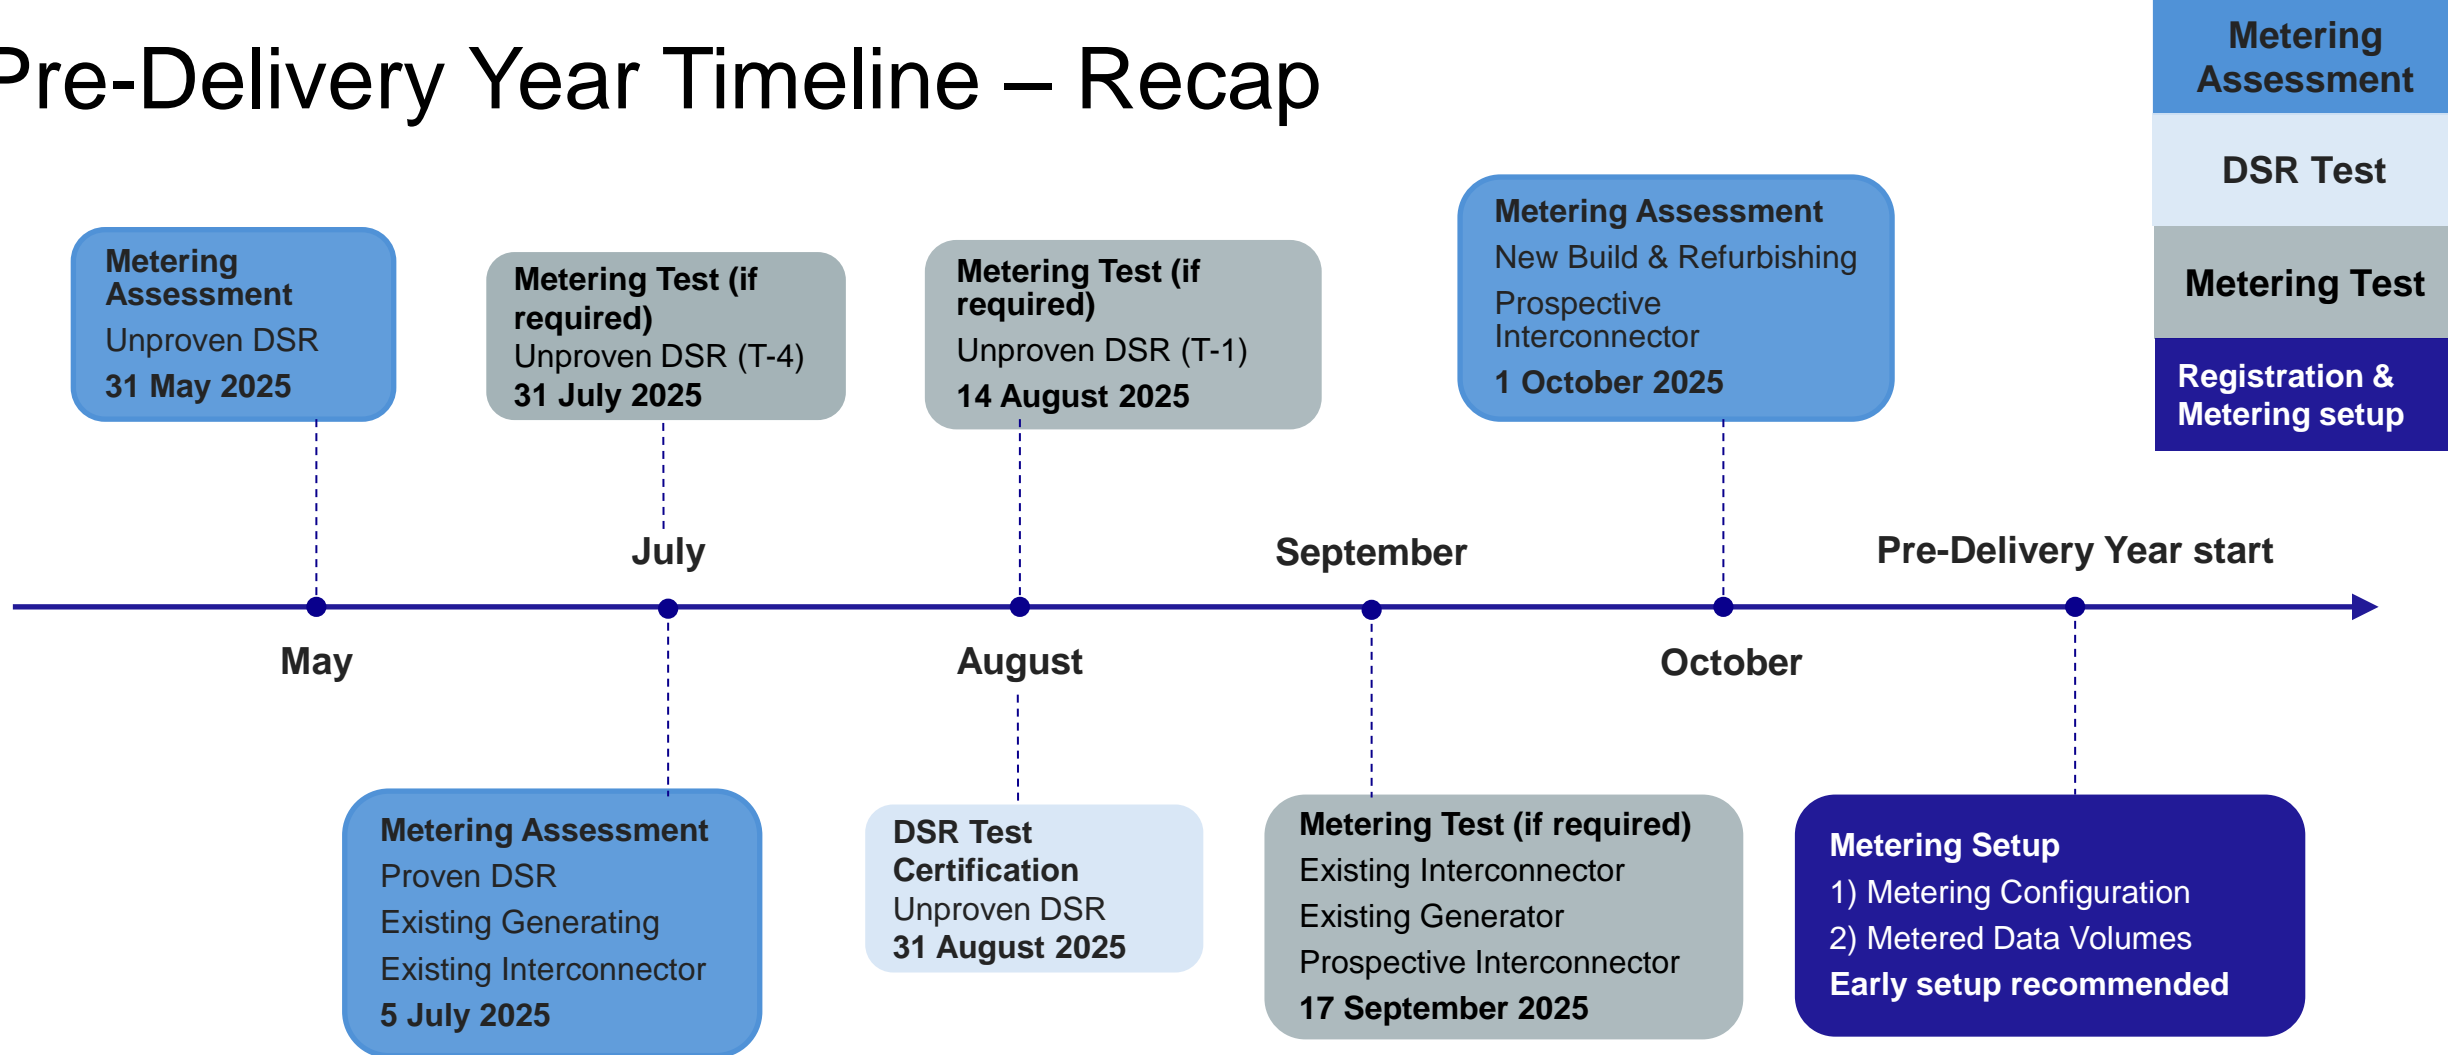 Pre-Delivery Year Timeline – Recap
Metering
Assessment
DSR Test
Metering Test
Registration &
Metering setup
Metering
Assessment
Unproven DSR
31 May 2025
Metering Test (if
required)
Unproven DSR (T-4)
31 July 2025
Metering Test (if
required)
Unproven DSR (T-1)
14 August 2025
Metering Assessment
New Build & Refurbishing
Prospective
Interconnector
1 October 2025
July
September
Pre-Delivery Year start
May
August
October
Metering Assessment
Proven DSR
Existing Generating
Existing Interconnector
5 July 2025
DSR Test
Certification
Unproven DSR
31 August 2025
Metering Test (if required)
Existing Interconnector
Existing Generator
Prospective Interconnector
17 September 2025
Metering Setup
1) Metering Configuration
2) Metered Data Volumes
Early setup recommended